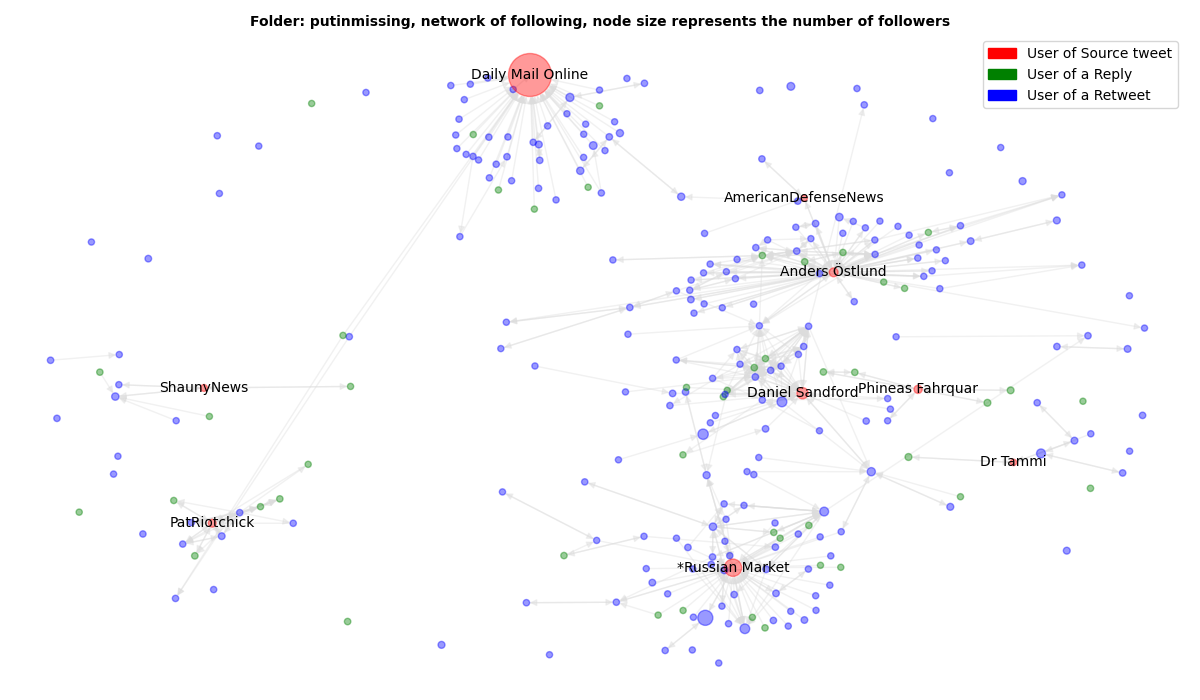 Folder: putinmissing, network of following, node size represents the number of followers
User of Source tweet
User of a Reply
User of a Retweet
Daily Mail Online
AmericanDefenseNews
Anders Östlund
ShaunyNews
Daniel Sandford
Phineas Fahrquar
Dr Tammi
PatRiotchick
*Russian Market